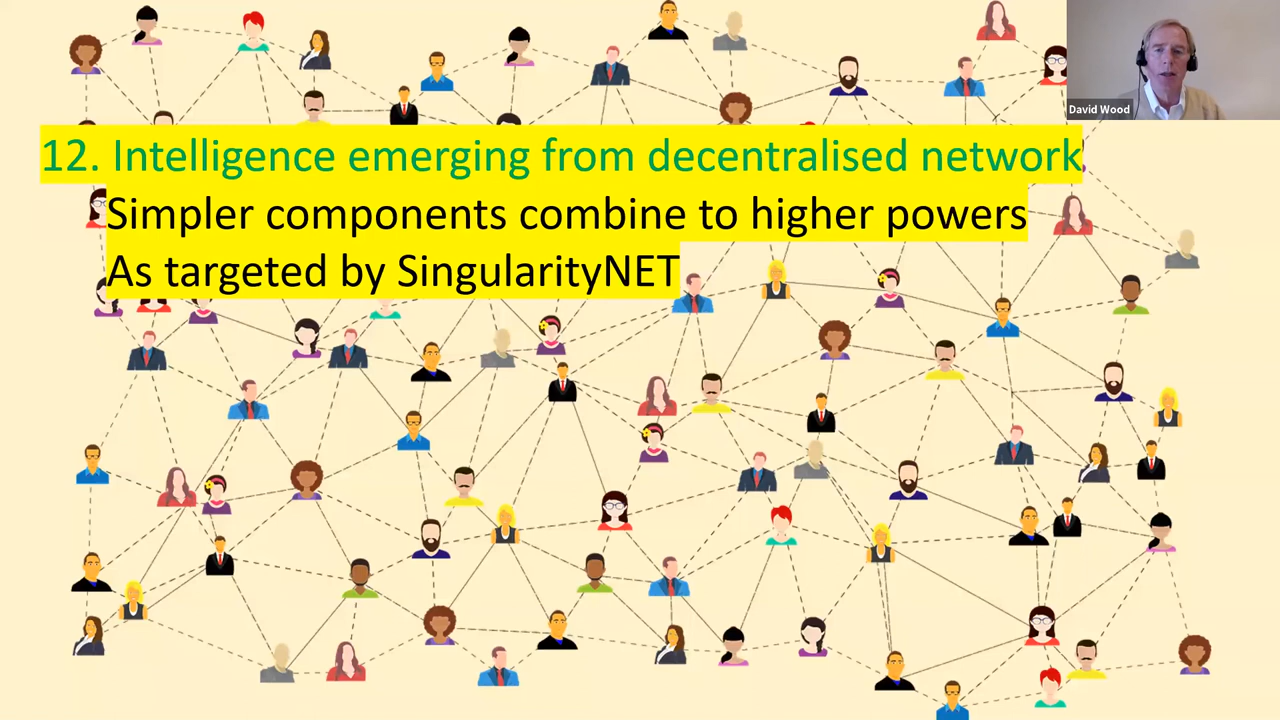 David Wood
12. Intelligence emerging from decentralised network
Simpler components combine to higher powers
As targeted by SingularityNET